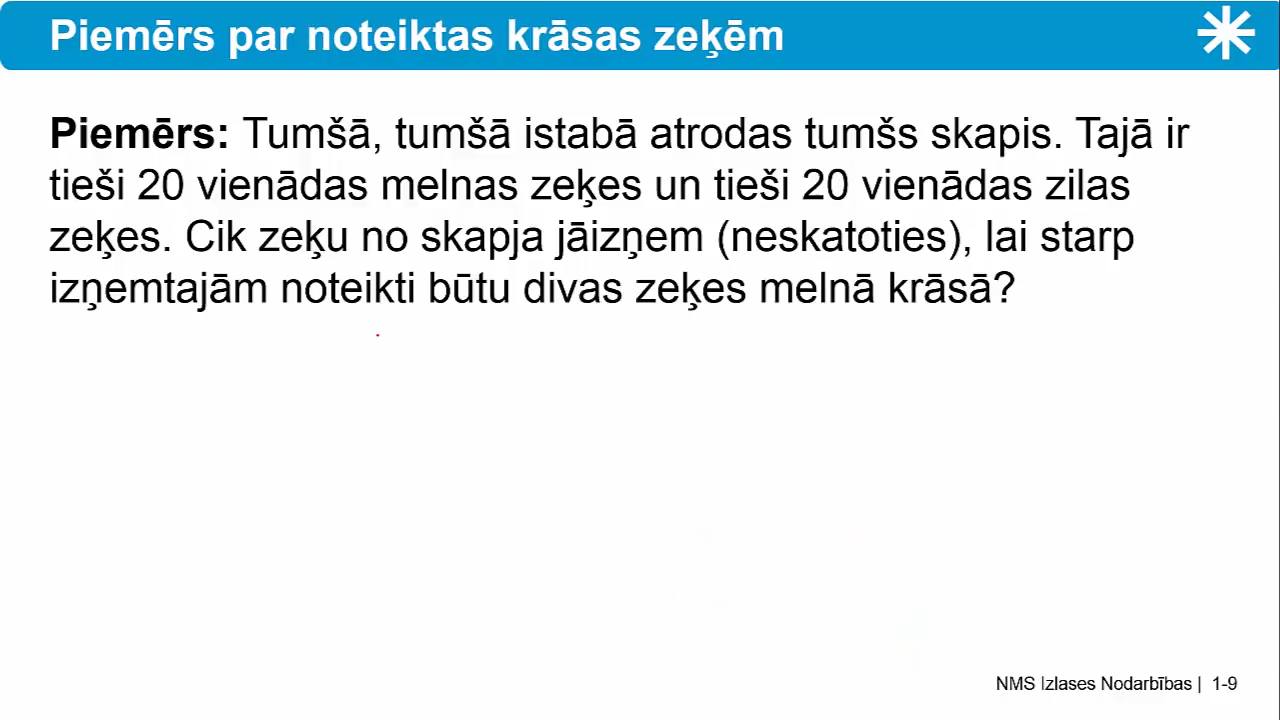 Piemērs par noteiktas krāsas zeķēm
Piemērs: Tumšā, tumšā istabā atrodas tumšs skapis. Tajā ir
tieši 20 vienādas melnas zeķes un tieši 20 vienādas zilas
zeķes. Cik zeķu no skapja jāizņem (neskatoties), lai starp
izņemtajām noteikti būtu divas zeķes melnā krāsā?
NMS Izlases Nodarbības | 1-9